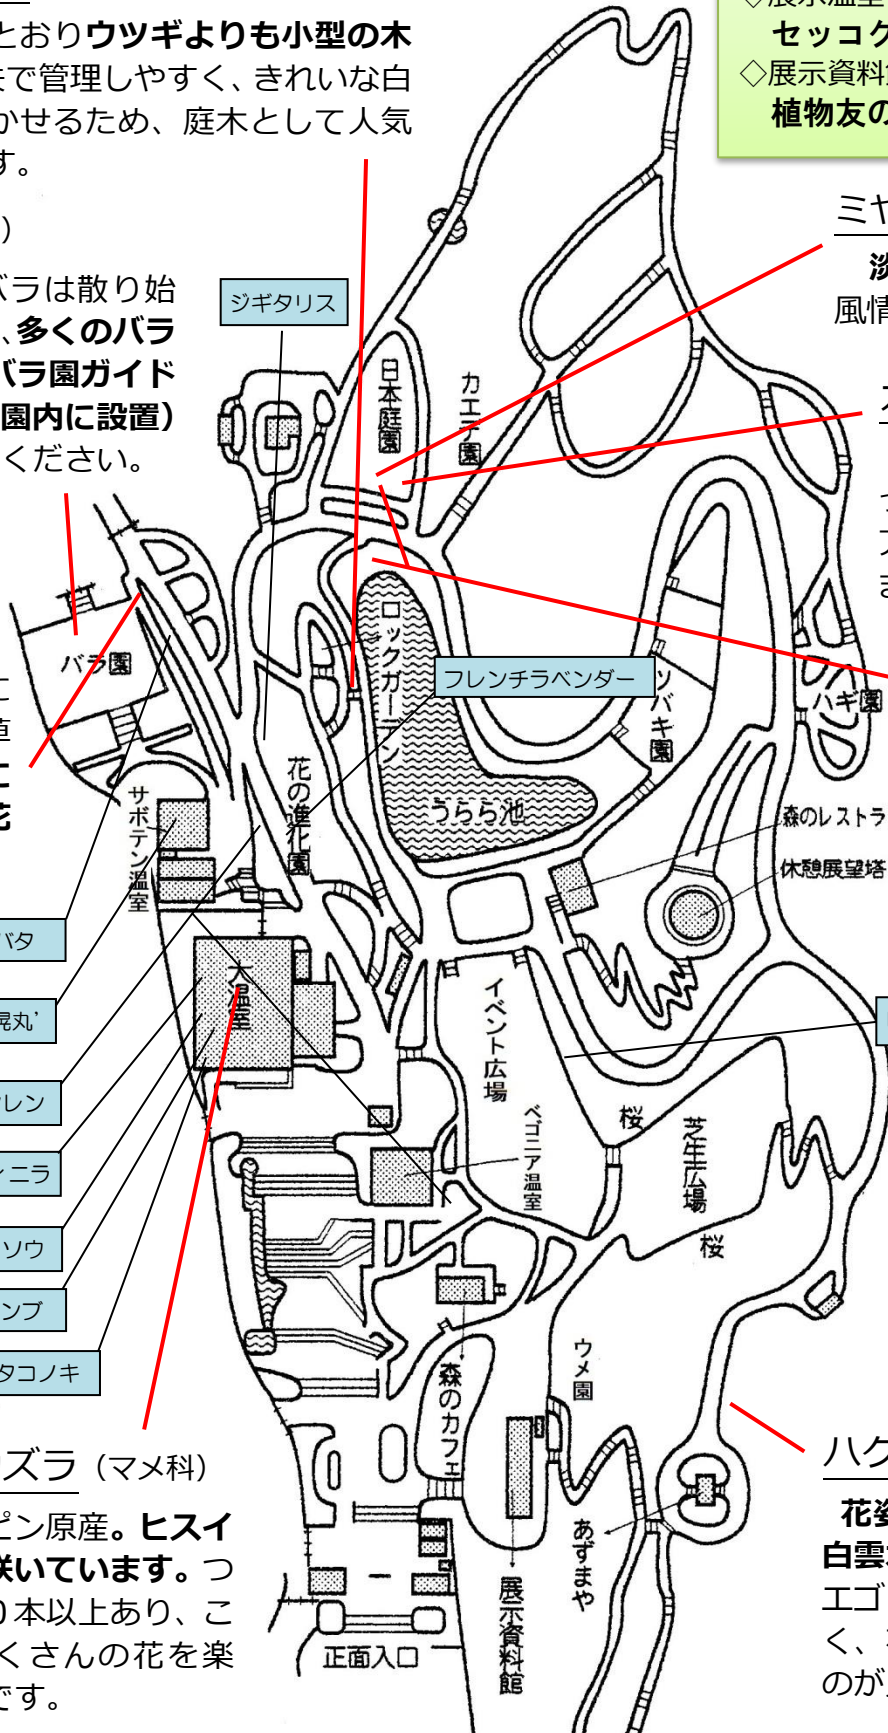 とおりウツギよりも小型の木
で管理しやすく、きれいな白
かせるため、庭木として人気
す。
◇展示温室
セッコク
◇展示資料
植物友の
）
バラは散り始
、多くのバラ
バラ園ガイド
園内に設置）
ください。
ミヤ
淡
風情
ジギタリス
日本庭園
カエデ園
ま
バラ園
ロックガーデン
フレンチラベンダー
ツバキ園
ハギ園
に
花
サボテン温室
花の進化園
うらら池
森のレストラ
休憩展望塔
バタ
晃丸’
レン
ィニラ
ソウ
ンブ
タコノキ
大温室
イベント広場
ベゴニア温室
桜
芝生広場
桜
森のカフェ
ウメ園
あずまや
展示資料館
正面入口
ズラ（マメ科）
ピン原産。ヒスイ
咲いています。つ
０本以上あり、こ
くさんの花を楽
です。
ハク
花姿
白雲
エゴ
く、
のが